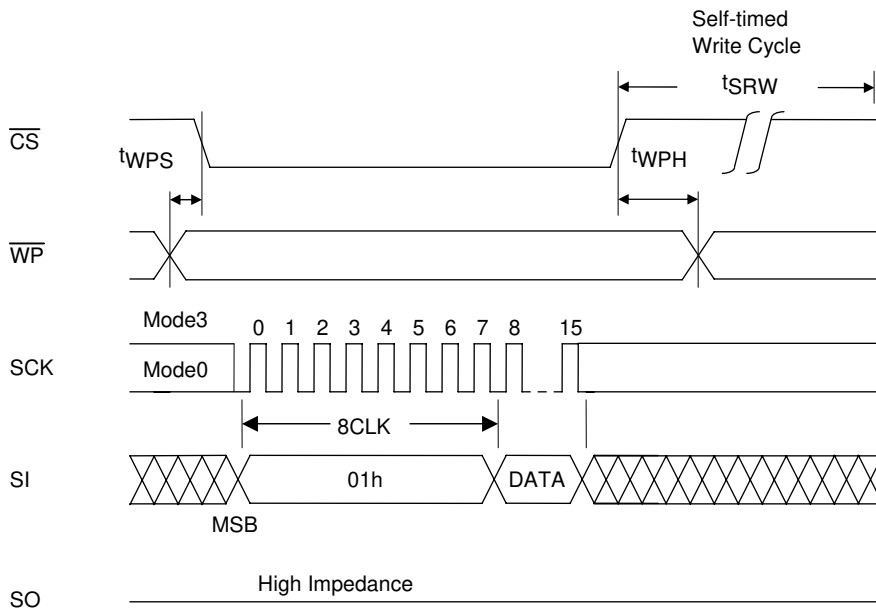 Self-timed
Write Cycle
tSRW
CS
tWPS
tWPH
WP
Mode3
0 1 2 3 4 5 6 7 8 15
SCK
Mode0
8CLK
SI
01h
DATA
MSB
High Impedance
SO